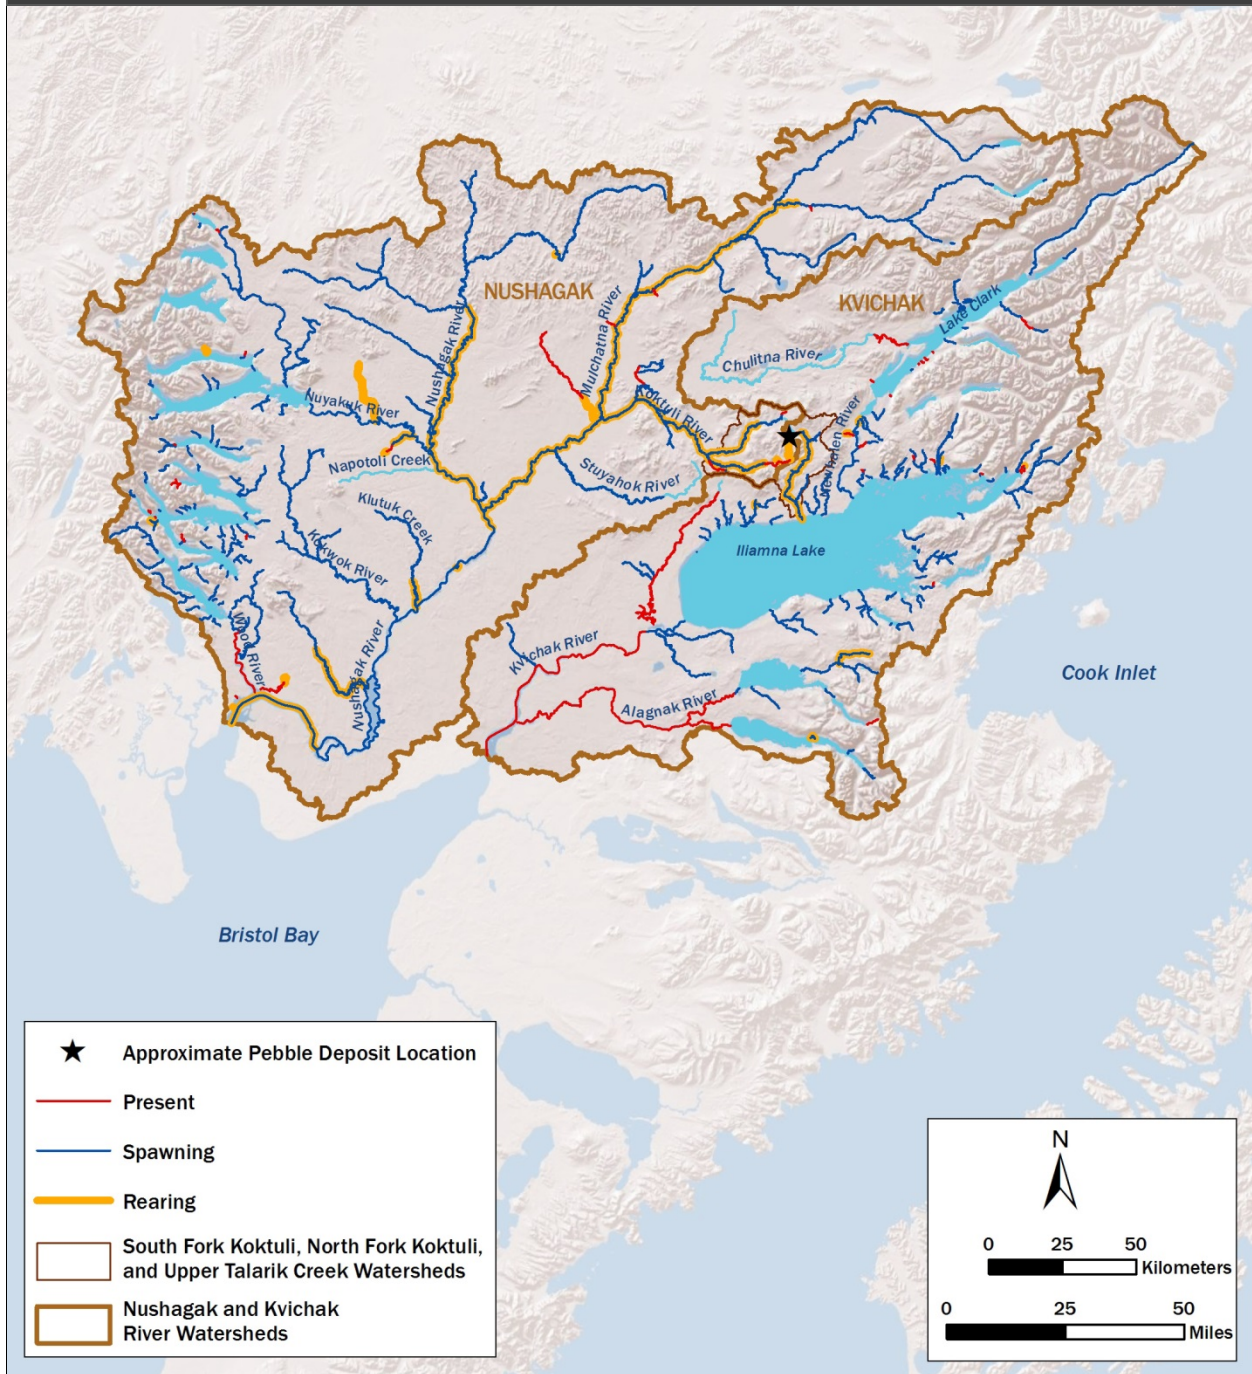 NUSHAGAK
KVICHAK
Lake Clark
Chulitna River
Mulchatna River
Nushagak River
Koktuli River
Nuyakuk River
Napotoli Creek
Stuyahok River
Newhalen River
Klutuk Creek
Kokwok River
Iliamna Lake
Wood River
Nushagak River
Kvichak River
Alagnak River
Cook Inlet
Bristol Bay
Approximate Pebble Deposit Location
Present
Spawning
Rearing
South Fork Koktuli, North Fork Koktuli,
and Upper Talarik Creek Watersheds
Nushagak and Kvichak
River Watersheds
N
0 25 50
Kilometers
0 25 50
Miles